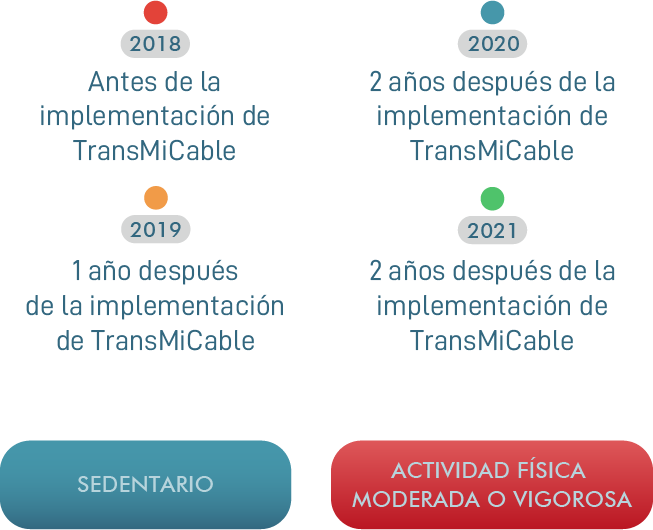 2018
Antes de la
implementación de
TransMiCable
2020
2 años después de la
implementación de
TransMiCable
2019
1 año después
de la implementación
de TransMiCable
2021
2 años después de la
implementación de
TransMiCable
SEDENTARIO
ACTIVIDAD FÍSICA
MODERADA O VIGOROSA